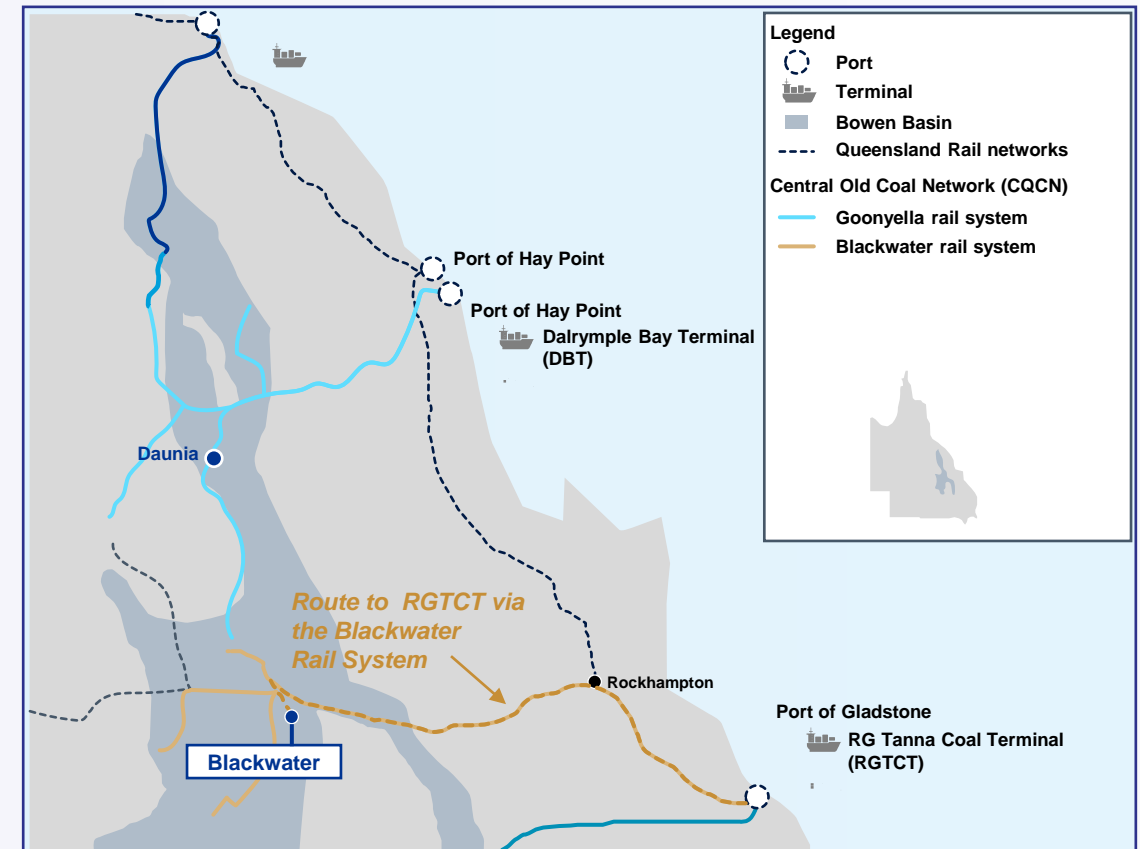 Legend
Port
Terminal
Bowen Basin
Queensland Rail networks
Central Old Coal Network (CQCN)
Goonyella rail system
Blackwater rail system
Port of Hay Point
Port of Hay Point
Dalrymple Bay Terminal
(DBT)
Daunia
Route to RGTCT via
the Blackwater
Rail System
Rockhampton
Port of Gladstone
RG Tanna Coal Terminal
(RGTCT)
Blackwater